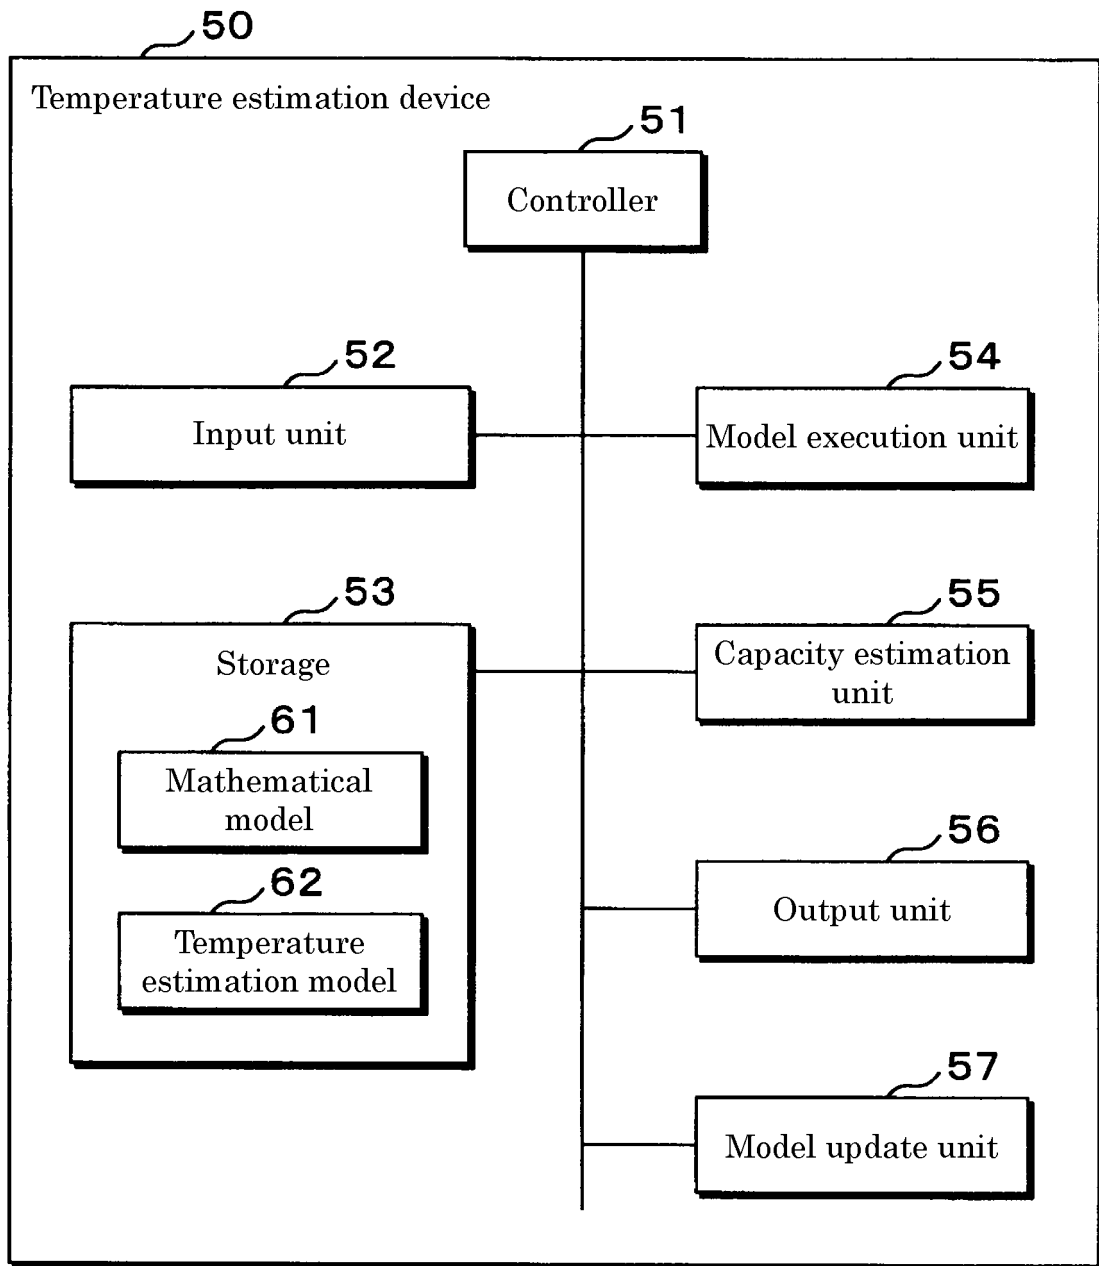 50
Temperature estimation device
51
Controller
52
Input unit
54
Model execution unit
53
Storage
61
Mathematical
model
62
Temperature
estimation model
55
Capacity estimation
unit
56
Output unit
57
Model update unit